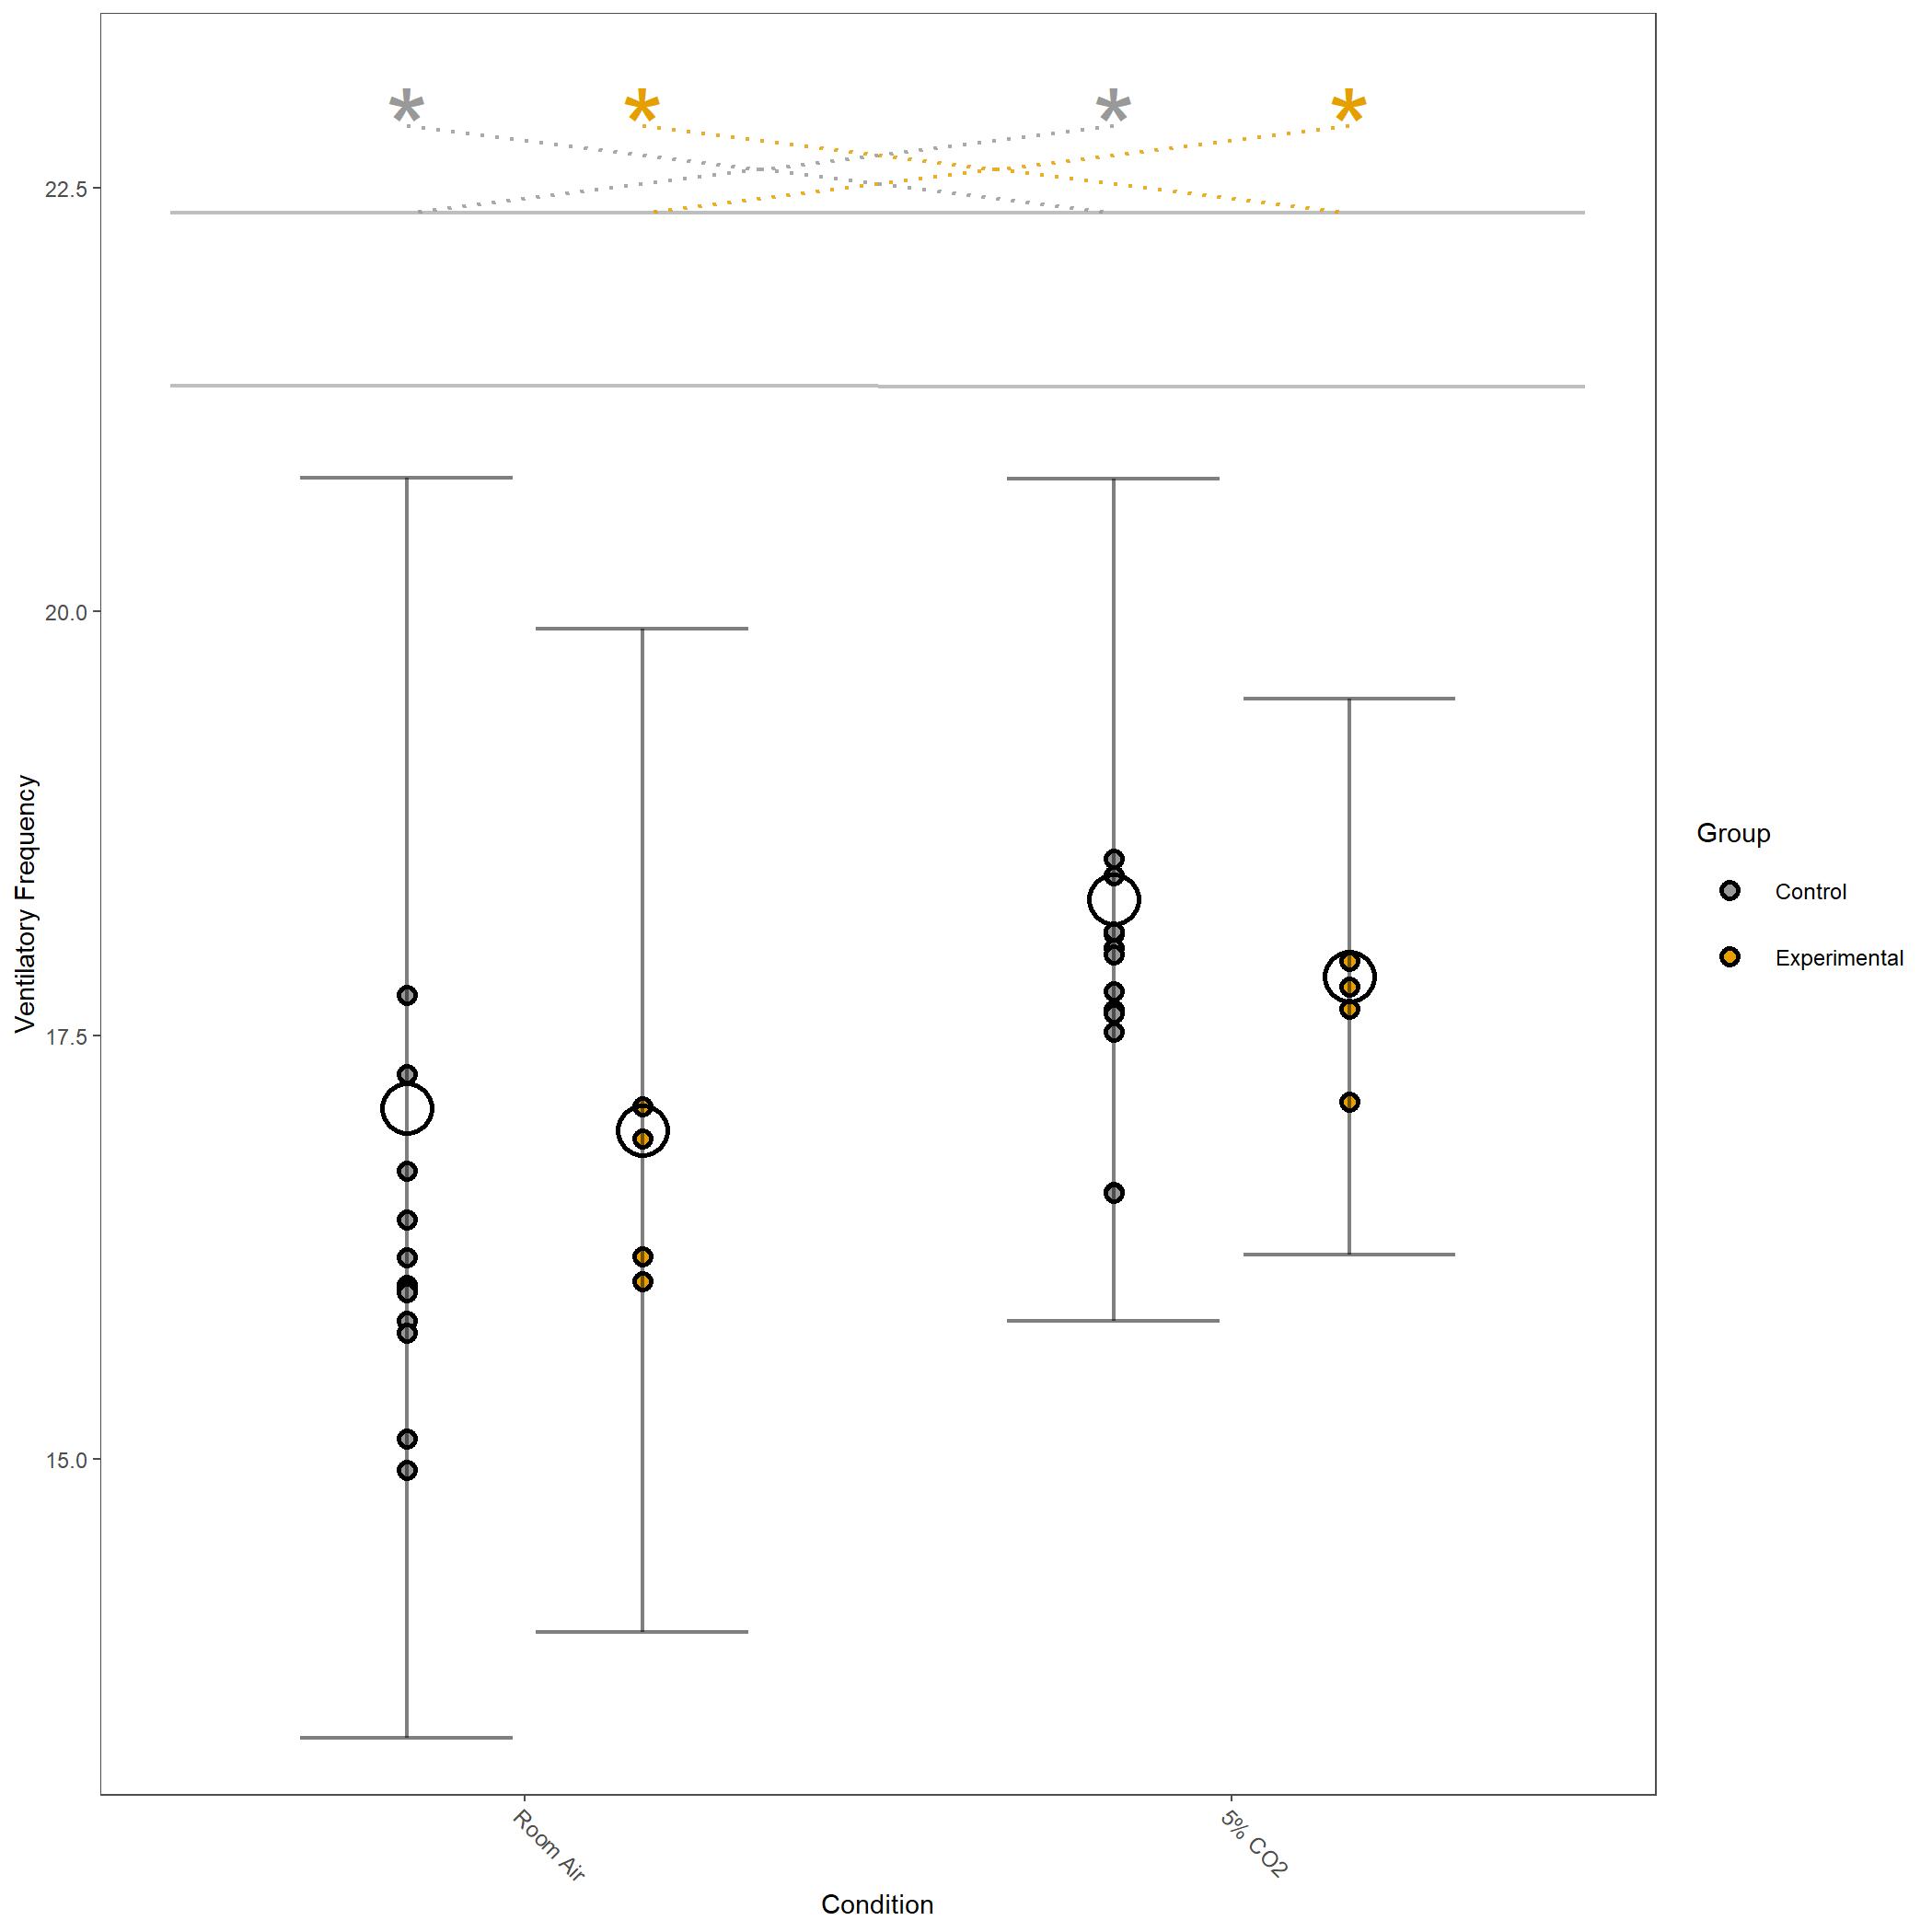 *
*
*
*
22.5
20.0
17.5
15.0
Ventilatory Frequency
Room Air
5% CO2
Condition
Group
Control
Experimental